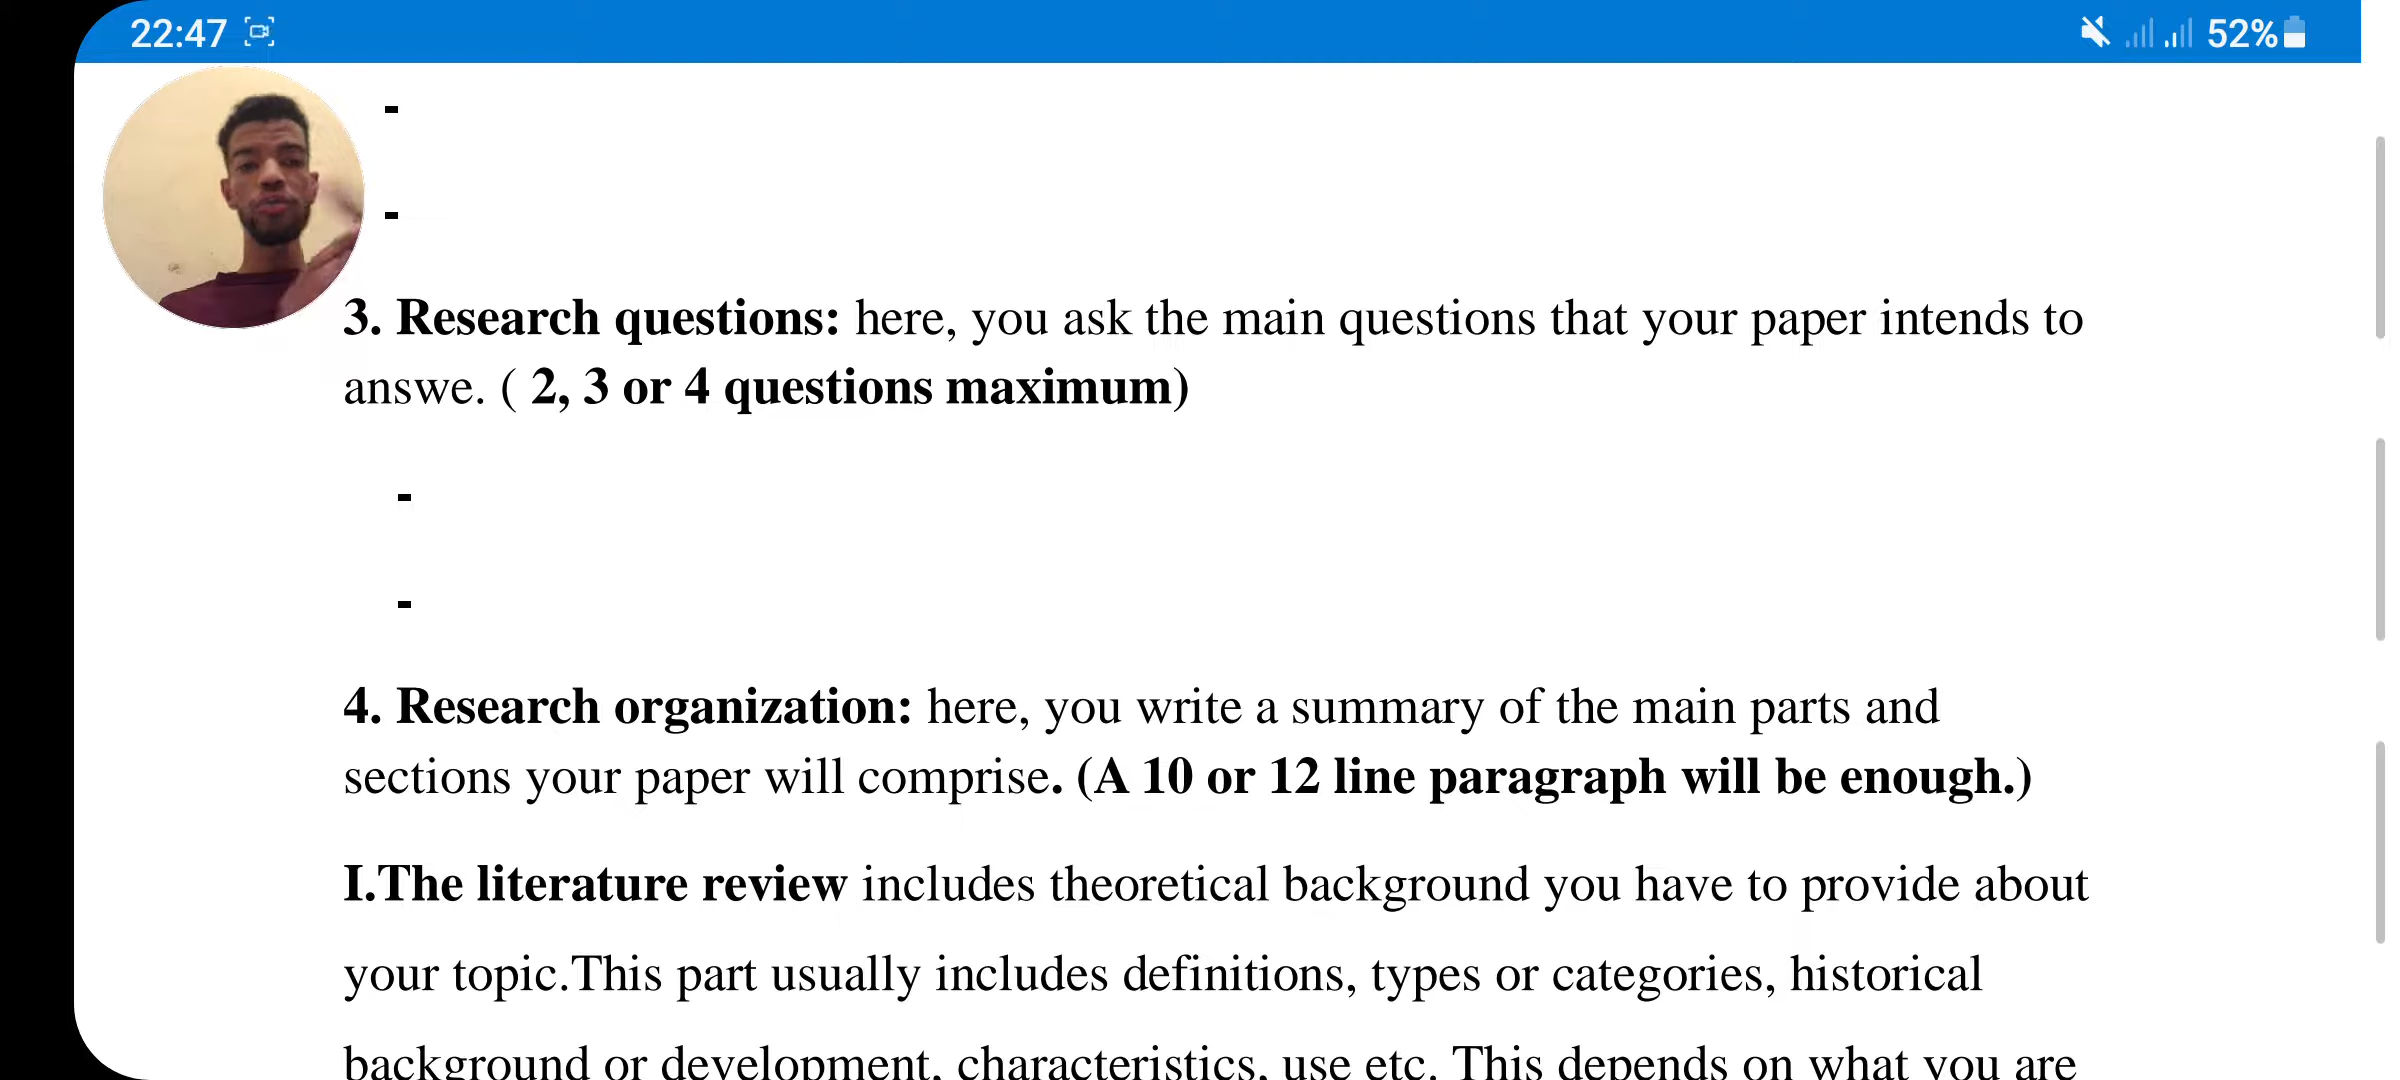 22:47
52%
-
-
3. Research questions: here, you ask the main questions that your paper intends to
answe. ( 2, 3 or 4 questions maximum)
-
-
4. Research organization: here, you write a summary of the main parts and
sections your paper will comprise. (A 10 or 12 line paragraph will be enough.)
I.The literature review includes theoretical background you have to provide about
your topic.This part usually includes definitions, types or categories, historical
background or development, characteristics, use etc. This depends on what you are